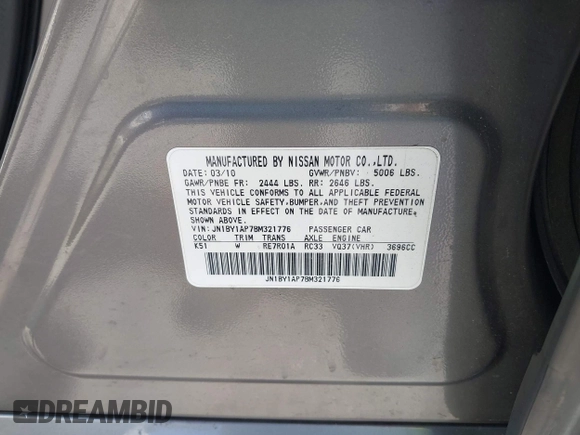 MANUFACTURED BY NISSAN MOTOR CO.,LTD.
DATE: 03/10 GVWR/PNBV: 5006 LBS.
GAWR/PNBE FR: 2444 LBS. RR: 2646 LBS.
THIS VEHICLE CONFORMS TO ALL APPLICABLE FEDERAL
MOTOR VEHICLE SAFETY,BUMPER,AND THEFT PREVENTION
STANDARDS IN EFFECT ON THE DATE OF MANUFACTURE
SHOWN ABOVE.
VIN: JN1BY1AP7BM321776 PASSENGER CAR
COLOR TRIM TRANS AXLE ENGINE
K51 W RE7R01A RC33 VQ37(VHR) 3696CC
JN1BY1AP7BM321776
DREAMBID